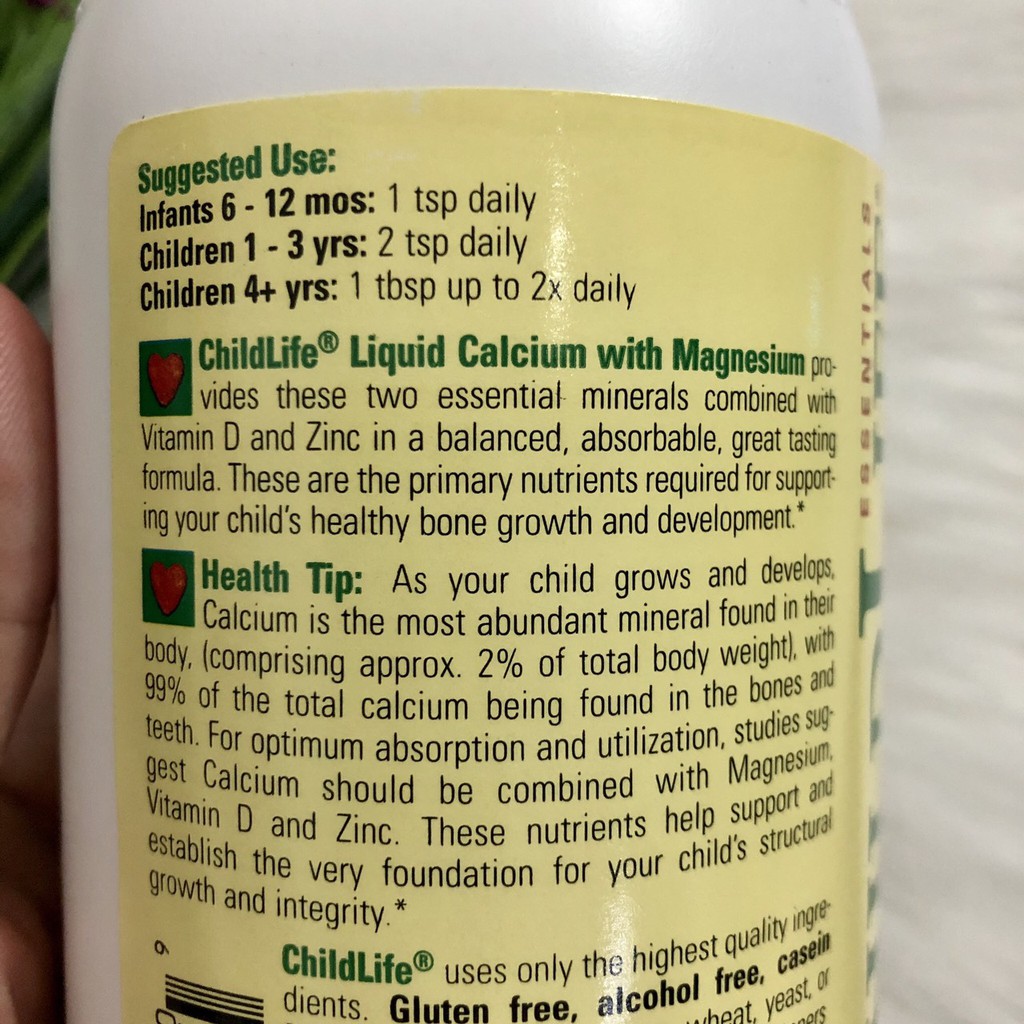 Suggested Use:
Infants 6 - 12 mos: 1 tsp daily
Children 1 - 3 yrs: 2 tsp daily
Children 4+ yrs: 1 tbsp up to 2x daily
ChildLife® Liquid Calcium with Magnesium pro-
vides these two essential minerals combined with
Vitamin D and Zinc in a balanced, absorbable, great tasting
formula. These are the primary nutrients required for support-
ing your child's healthy bone growth and development.*
Health Tip: As your child grows and develops,
Calcium is the most abundant mineral found in their
body, (comprising approx. 2% of total body weight), with
99% of the total calcium being found in the bones and
teeth. For optimum absorption and utilization, studies sug-
gest Calcium should be combined with Magnesium,
Vitamin D and Zinc. These nutrients help support and
establish the very foundation for your child's structural
growth and integrity.*
ChildLife® uses only the highest quality ingre-
dients. Gluten free, alcohol free, casein
wheat, yeast, or
ESSENTIALS